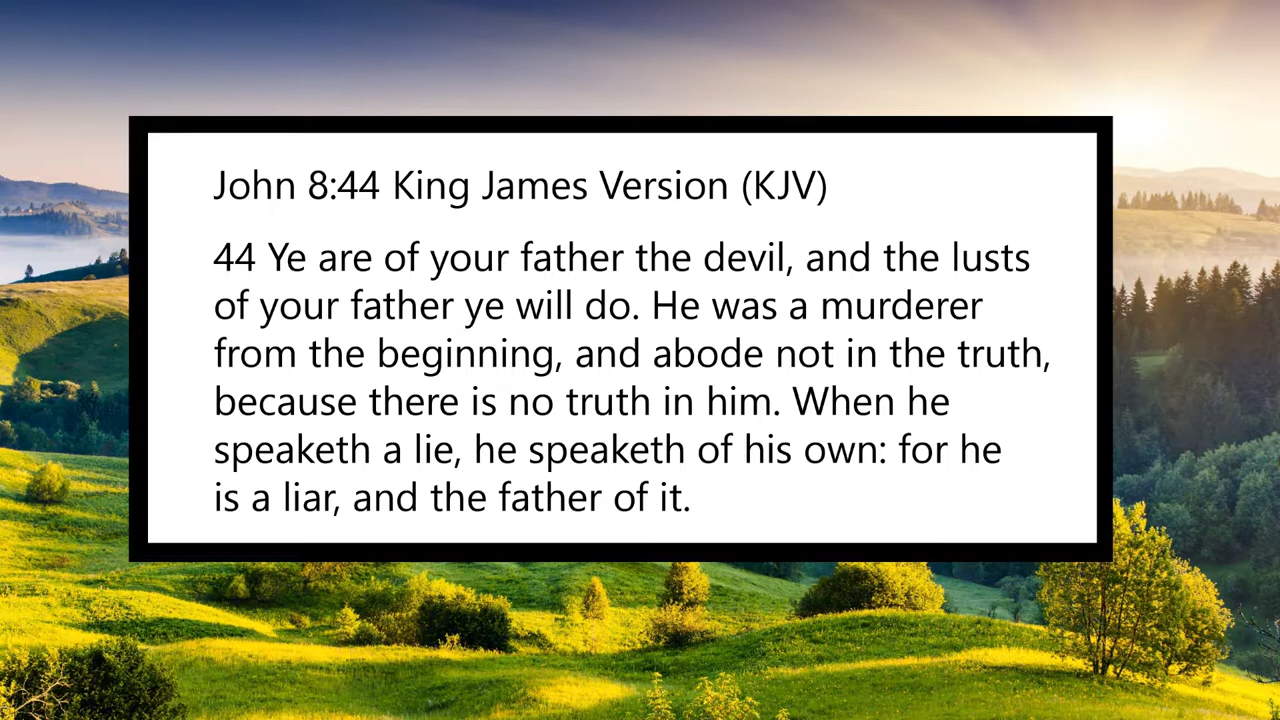 John 8:44 King James Version (KJV)
44 Ye are of your father the devil, and the lusts
of your father ye will do. He was a murderer
from the beginning, and abode not in the truth,
because there is no truth in him. When he
speaketh a lie, he speaketh of his own: for he
is a liar, and the father of it.